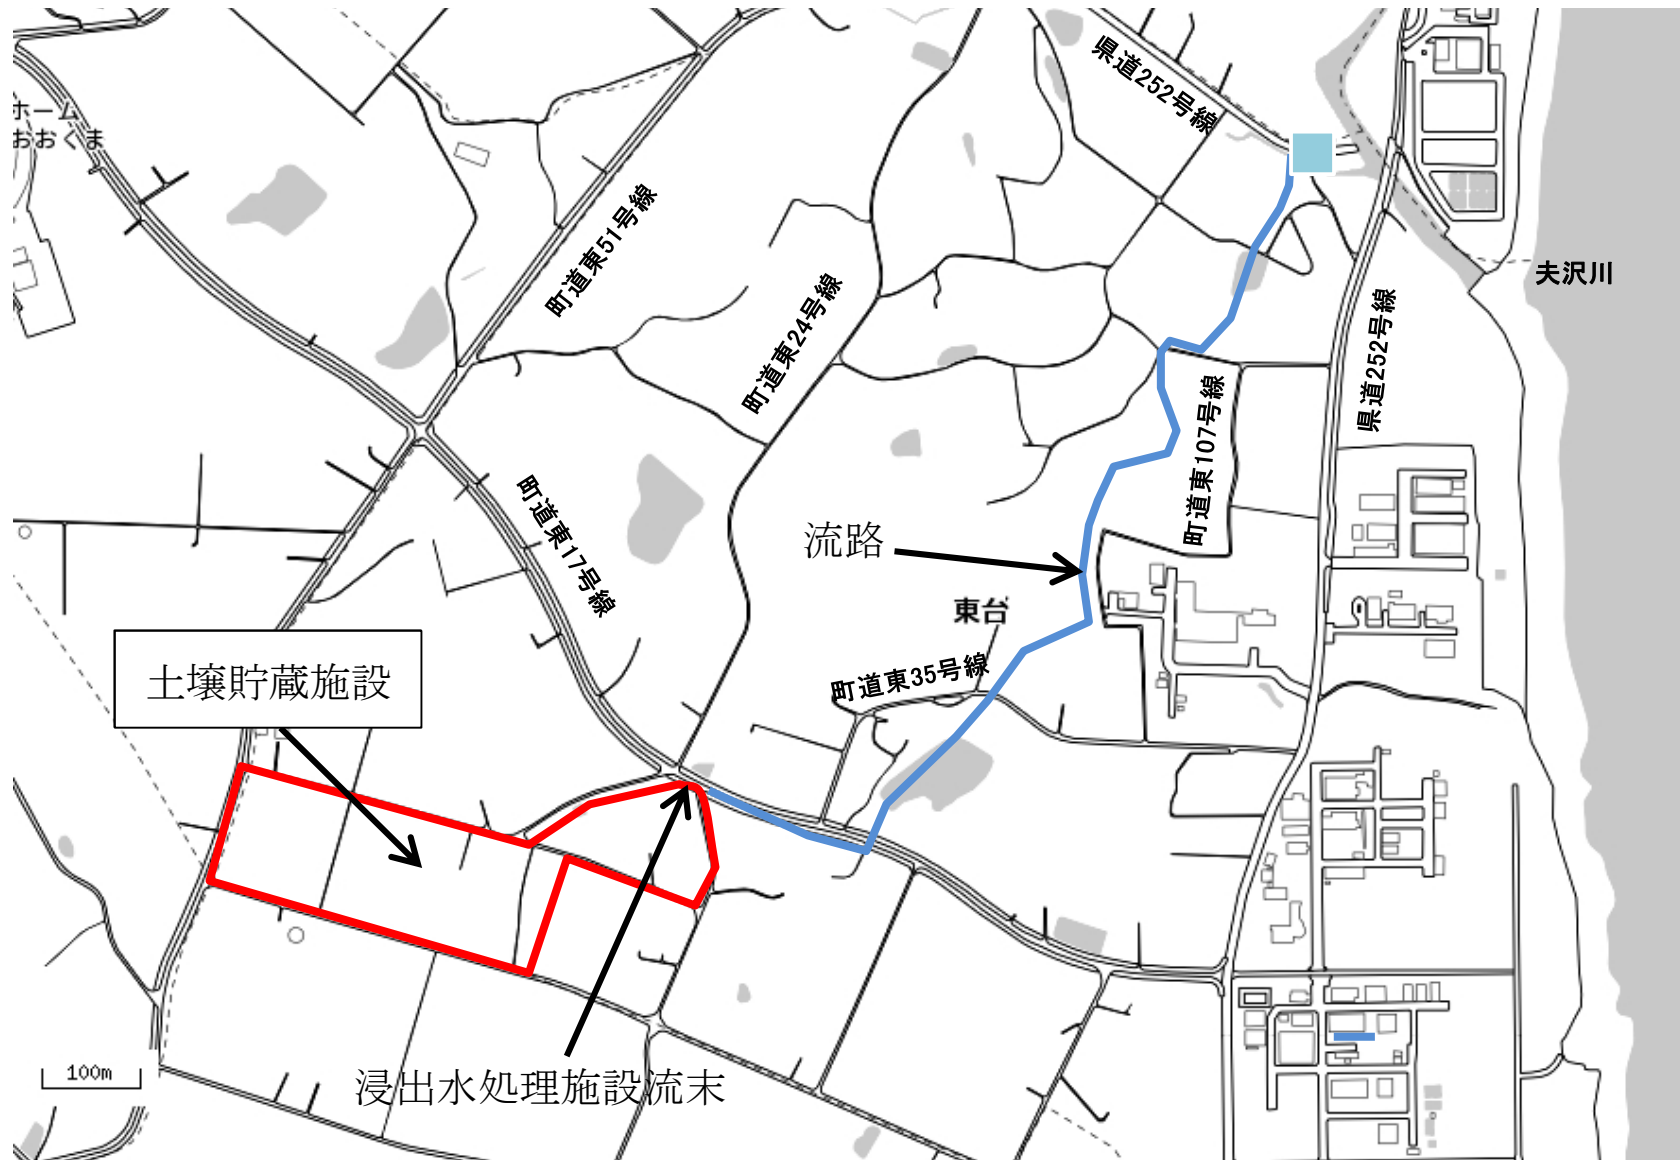 県道252号線
ホーム
おおくま
町道東51号線
夫沢川
町道東24号線
県道252号線
町道東107号線
町道東17号線
流路
東台
町道東35号線
土壌貯蔵施設
100m
浸出水処理施設流末